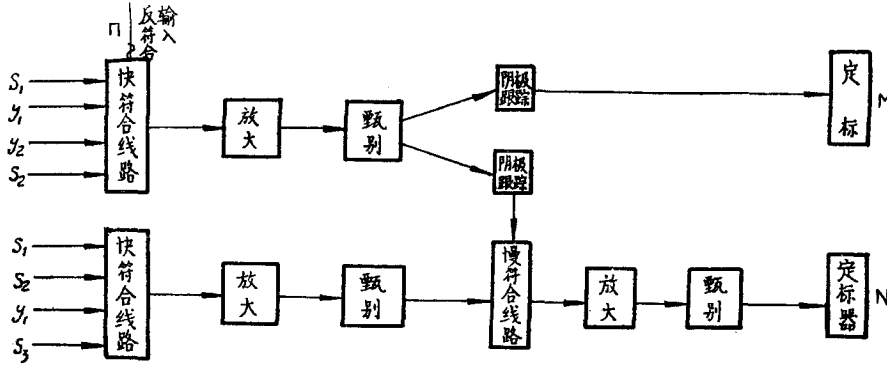 Π
反符合
输入
S₁
y₁
y₂
S₂
快符合线路
放大
甄别
阴极
跟踪
定标
M
阴极
跟踪
S₁
S₂
y₁
S₃
快符合线路
放大
甄别
慢符合线路
放大
甄别
定标器
N